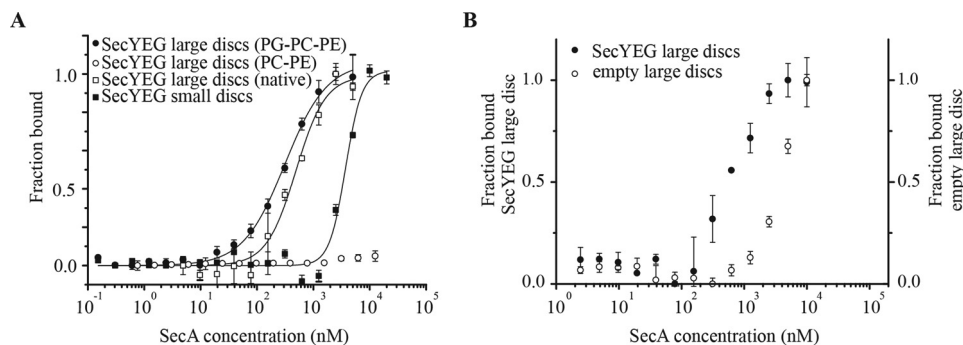 A
SecYEG large discs (PG-PC-PE)
SecYEG large discs (PC-PE)
SecYEG large discs (native)
SecYEG small discs
Fraction bound
1.0
0.5
0.0
10-1
100
101
102
103
104
105
SecA concentration (nM)
B
SecYEG large discs
empty large discs
Fraction bound
SecYEG large disc
1.0
0.5
0.0
100
101
102
103
104
105
SecA concentration (nM)
1.0
0.5
0.0
Fraction bound
empty large disc